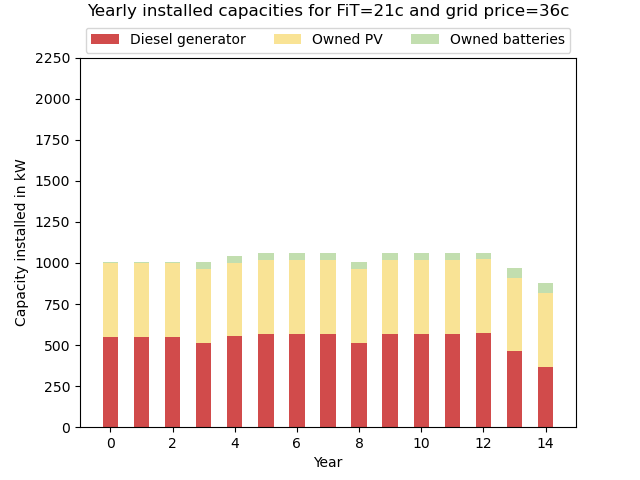 Yearly installed capacities for FiT=21c and grid price=36c
Diesel generator Owned PV Owned batteries
2250
2000
1750
1500
1250
1000
750
500
250
0
Capacity installed in kW
0 2 4 6 8 10 12 14
Year